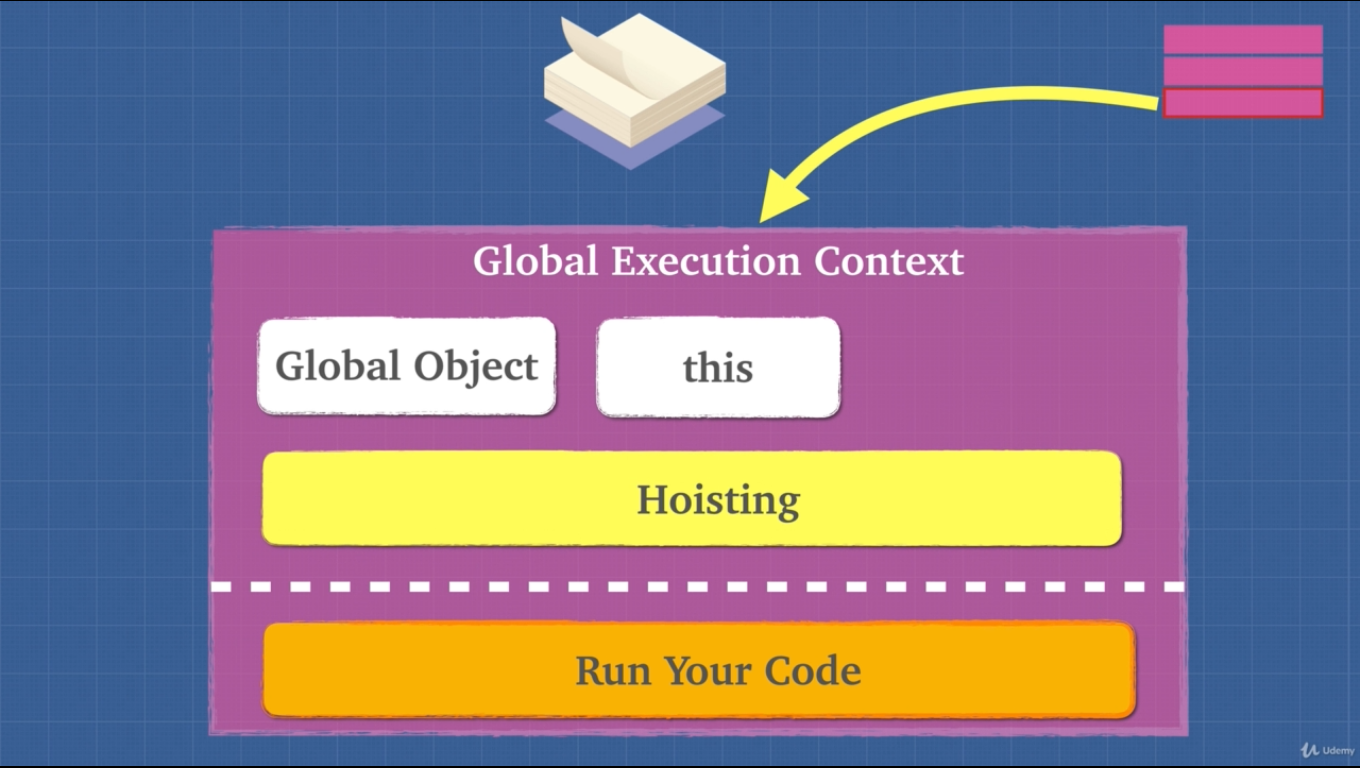 Global Execution Context
Global Object
this
Hoisting
Run Your Code
Udemy